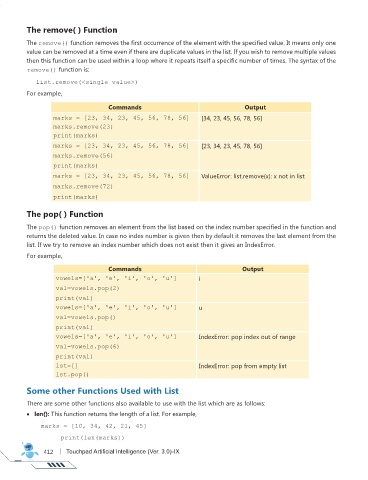 The remove( ) Function
The remove() function removes the first occurrence of the element with the specified value. It means only one
value can be removed at a time even if there are duplicate values in the list. If you wish to remove multiple values
then this function can be used within a loop where it repeats itself a specific number of times. The syntax of the
remove() function is:
list.remove(<single value>)
For example,
Commands Output
marks = [23, 34, 23, 45, 56, 78, 56] [34, 23, 45, 56, 78, 56]
marks.remove(23)
print(marks)
marks = [23, 34, 23, 45, 56, 78, 56] [23, 34, 23, 45, 78, 56]
marks.remove(56)
print(marks)
marks = [23, 34, 23, 45, 56, 78, 56] ValueError: list.remove(x): x not in list
marks.remove(72)
print(marks)
The pop( ) Function
The pop() function removes an element from the list based on the index number specified in the function and
returns the deleted value. In case no index number is given then by default it removes the last element from the
list. If we try to remove an index number which does not exist then it gives an IndexError.
For example,
Commands Output
vowels=['a', 'e', 'i', 'o', 'u'] i
val=vowels.pop(2)
print(val)
vowels=['a', 'e', 'i', 'o', 'u'] u
val=vowels.pop()
print(val)
vowels=['a', 'e', 'i', 'o', 'u'] IndexError: pop index out of range
val=vowels.pop(6)
print(val)
lst=[] IndexError: pop from empty list
lst.pop()
Some other Functions Used with List
There are some other functions also available to use with the list which are as follows:
• len(): This function returns the length of a list. For example,
marks = [10, 34, 42, 21, 45]
print(len(marks))
412 | Touchpad Artificial Intelligence (Ver. 3.0)-IX